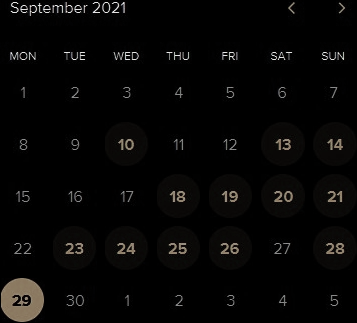 September 2021
MON TUE WED THU FRI SAT SUN
1 2 3 4 5 6 7
8 9 10 11 12 13 14
15 16 17 18 19 20 21
22 23 24 25 26 27 28
29 30 1 2 3 4 5